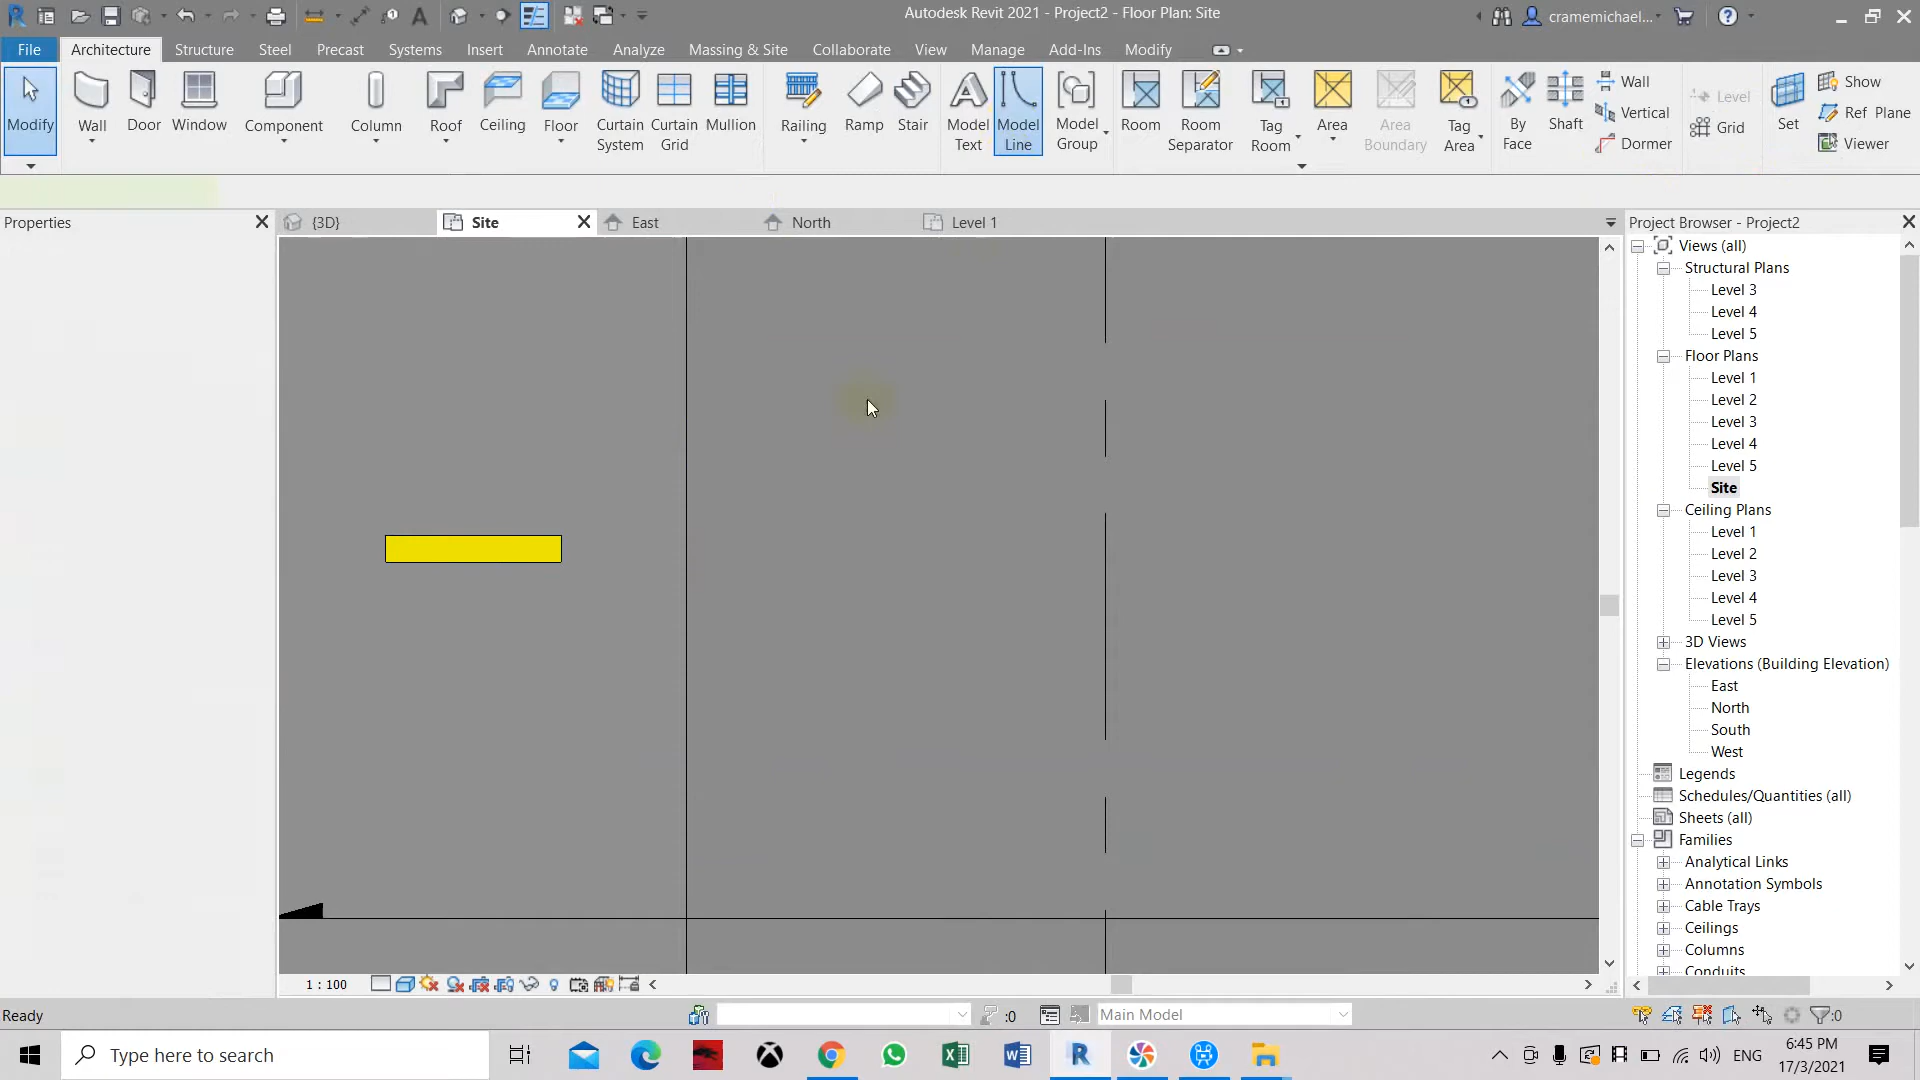 Autodesk Revit 2021 - Project2 - Floor Plan: Site
cramemichael...
File Architecture Structure Steel Precast Systems Insert Annotate Analyze Massing & Site Collaborate View Manage Add-Ins Modify
Modify
Wall
Door
Window
Component
Column
Roof
Ceiling
Floor
Curtain System
Curtain Grid
Mullion
Railing
Ramp
Stair
Model Text
Model Line
Model Group
Room
Room Separator
Tag Room
Area
Area Boundary
Tag Area
By Face
Shaft
Wall
Vertical
Dormer
Level
Grid
Set
Show
Ref Plane
Viewer
Properties
{3D}
Site
East
North
Level 1
Project Browser - Project2
Views (all)
Structural Plans
Level 3
Level 4
Level 5
Floor Plans
Level 1
Level 2
Level 3
Level 4
Level 5
Site
Ceiling Plans
Level 1
Level 2
Level 3
Level 4
Level 5
3D Views
Elevations (Building Elevation)
East
North
South
West
Legends
Schedules/Quantities (all)
Sheets (all)
Families
Analytical Links
Annotation Symbols
Cable Trays
Ceilings
Columns
Conduits
1 : 100
Ready
:0
Main Model
:0
Type here to search
ENG
6:45 PM
17/3/2021